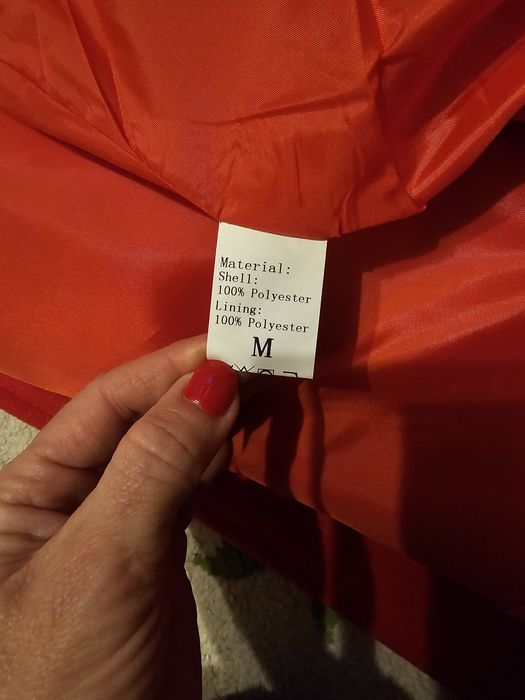 Material:
Shell:
100% Polyester
Lining:
100% Polyester
M